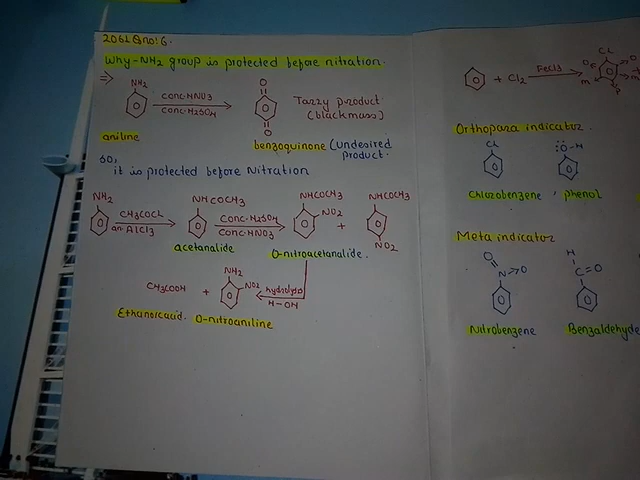 2061 Q.no: 6.
Why -NH2 group is protected before nitration.
⇒
NH2
conc. HNO3
conc. H2SO4
O
O
Tarry product
(black mass)
aniline
benzoquinone (Undesired
product.
so,
it is protected before Nitration
NH2
CH3COCl
an. AlCl3
NHCOCH3
conc. H2SO4
conc. HNO3
NHCOCH3
NO2
+
NHCOCH3
NO2
acetanalide
O-nitroacetanalide.
CH3COOH
+
NH2
NO2
hydrolysis
H-OH
Ethanoic acid.
O-nitroaniline
+ Cl2
FeCl3
Cl
o
o
m
m
p
Orthopara indicator.
Cl
:Ö-H
Chlorobenzene, phenol
Meta indicator
O
N→O
H
C=O
Nitrobenzene
Benzaldehyde